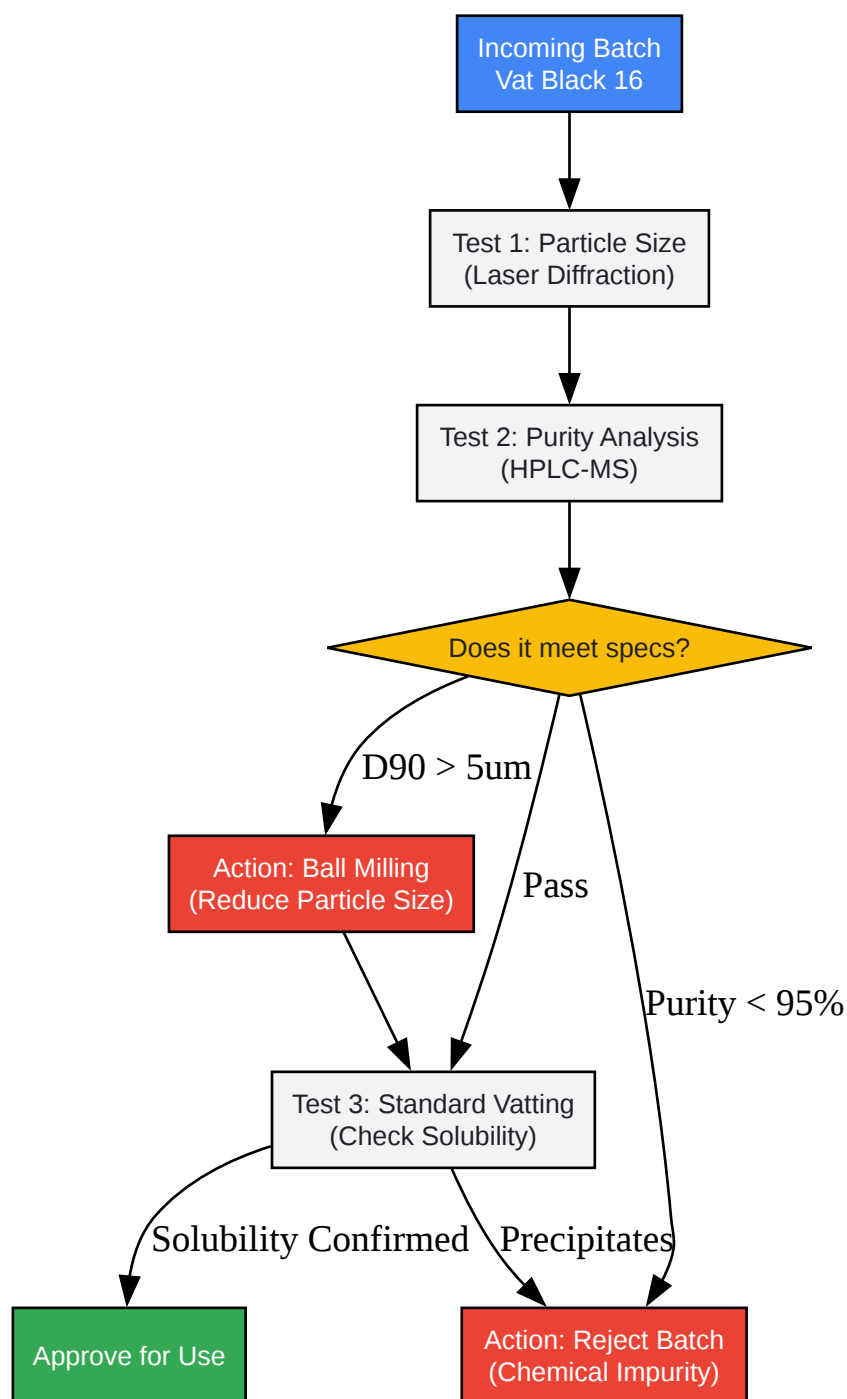 Incoming Batch
Vat Black 16
Test 1: Particle Size
(Laser Diffraction)
Test 2: Purity Analysis
(HPLC-MS)
Does it meet specs?
D90 > 5um
Action: Ball Milling
(Reduce Particle Size)
Pass
Purity < 95%
Test 3: Standard Vatting
(Check Solubility)
Solubility Confirmed
Precipitates
Approve for Use
Action: Reject Batch
(Chemical Impurity)